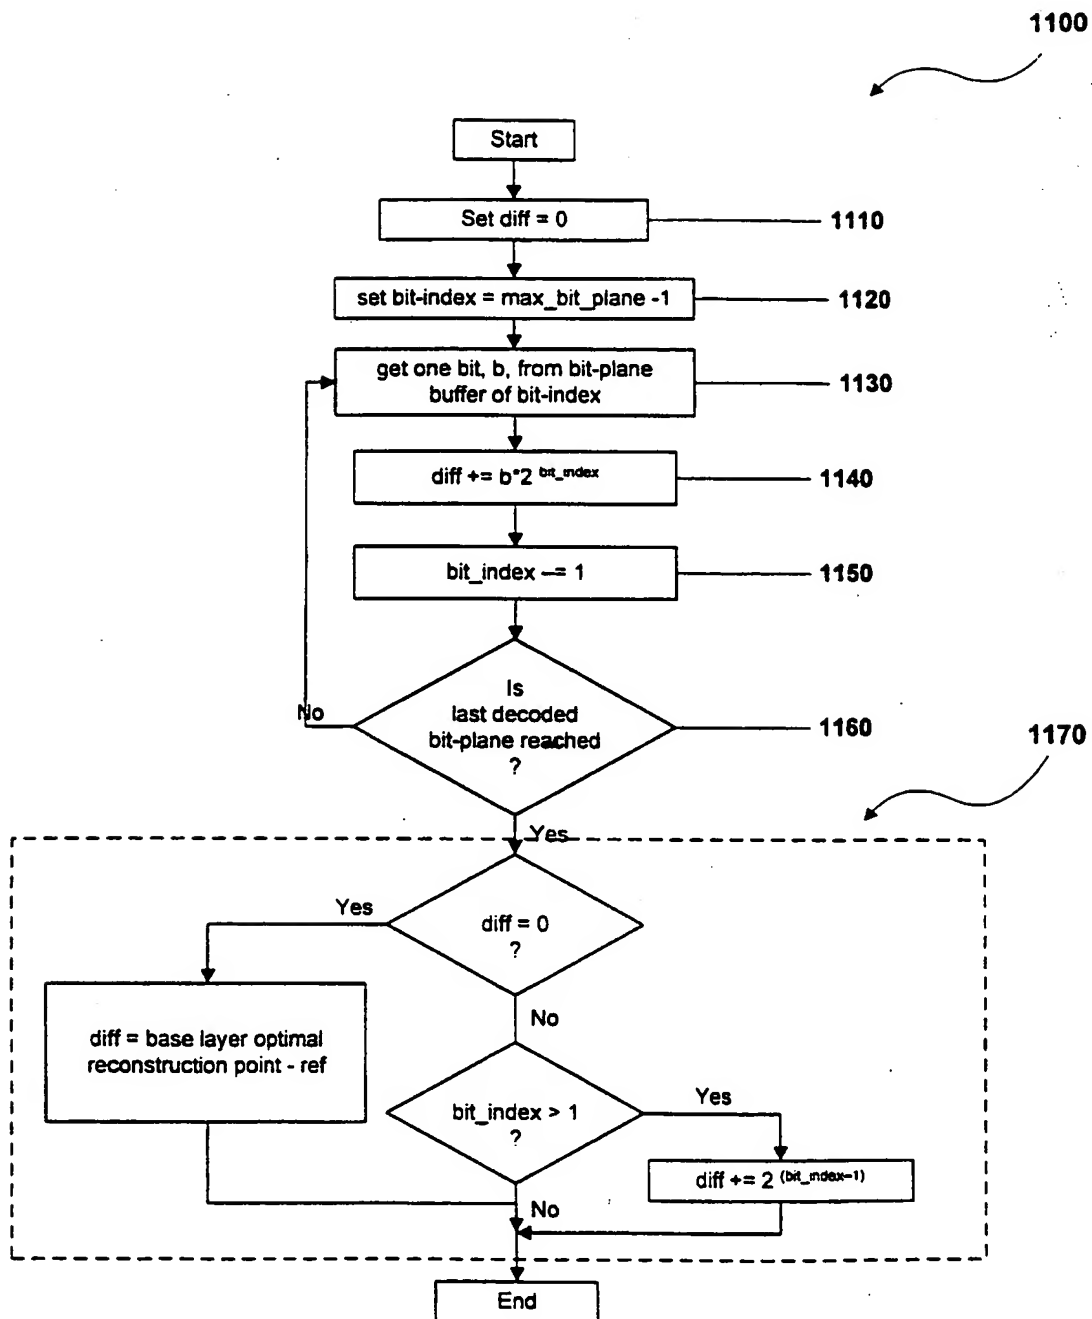 1100
Start
Set diff = 0
1110
set bit-index = max_bit_plane -1
1120
get one bit, b, from bit-plane
buffer of bit-index
1130
diff += b*2 bit_index
1140
bit_index -= 1
1150
Is
last decoded
bit-plane reached
?
No
1160
1170
Yes
diff = 0
?
Yes
No
diff = base layer optimal
reconstruction point - ref
bit_index > 1
?
Yes
diff += 2 (bit_index-1)
No
End